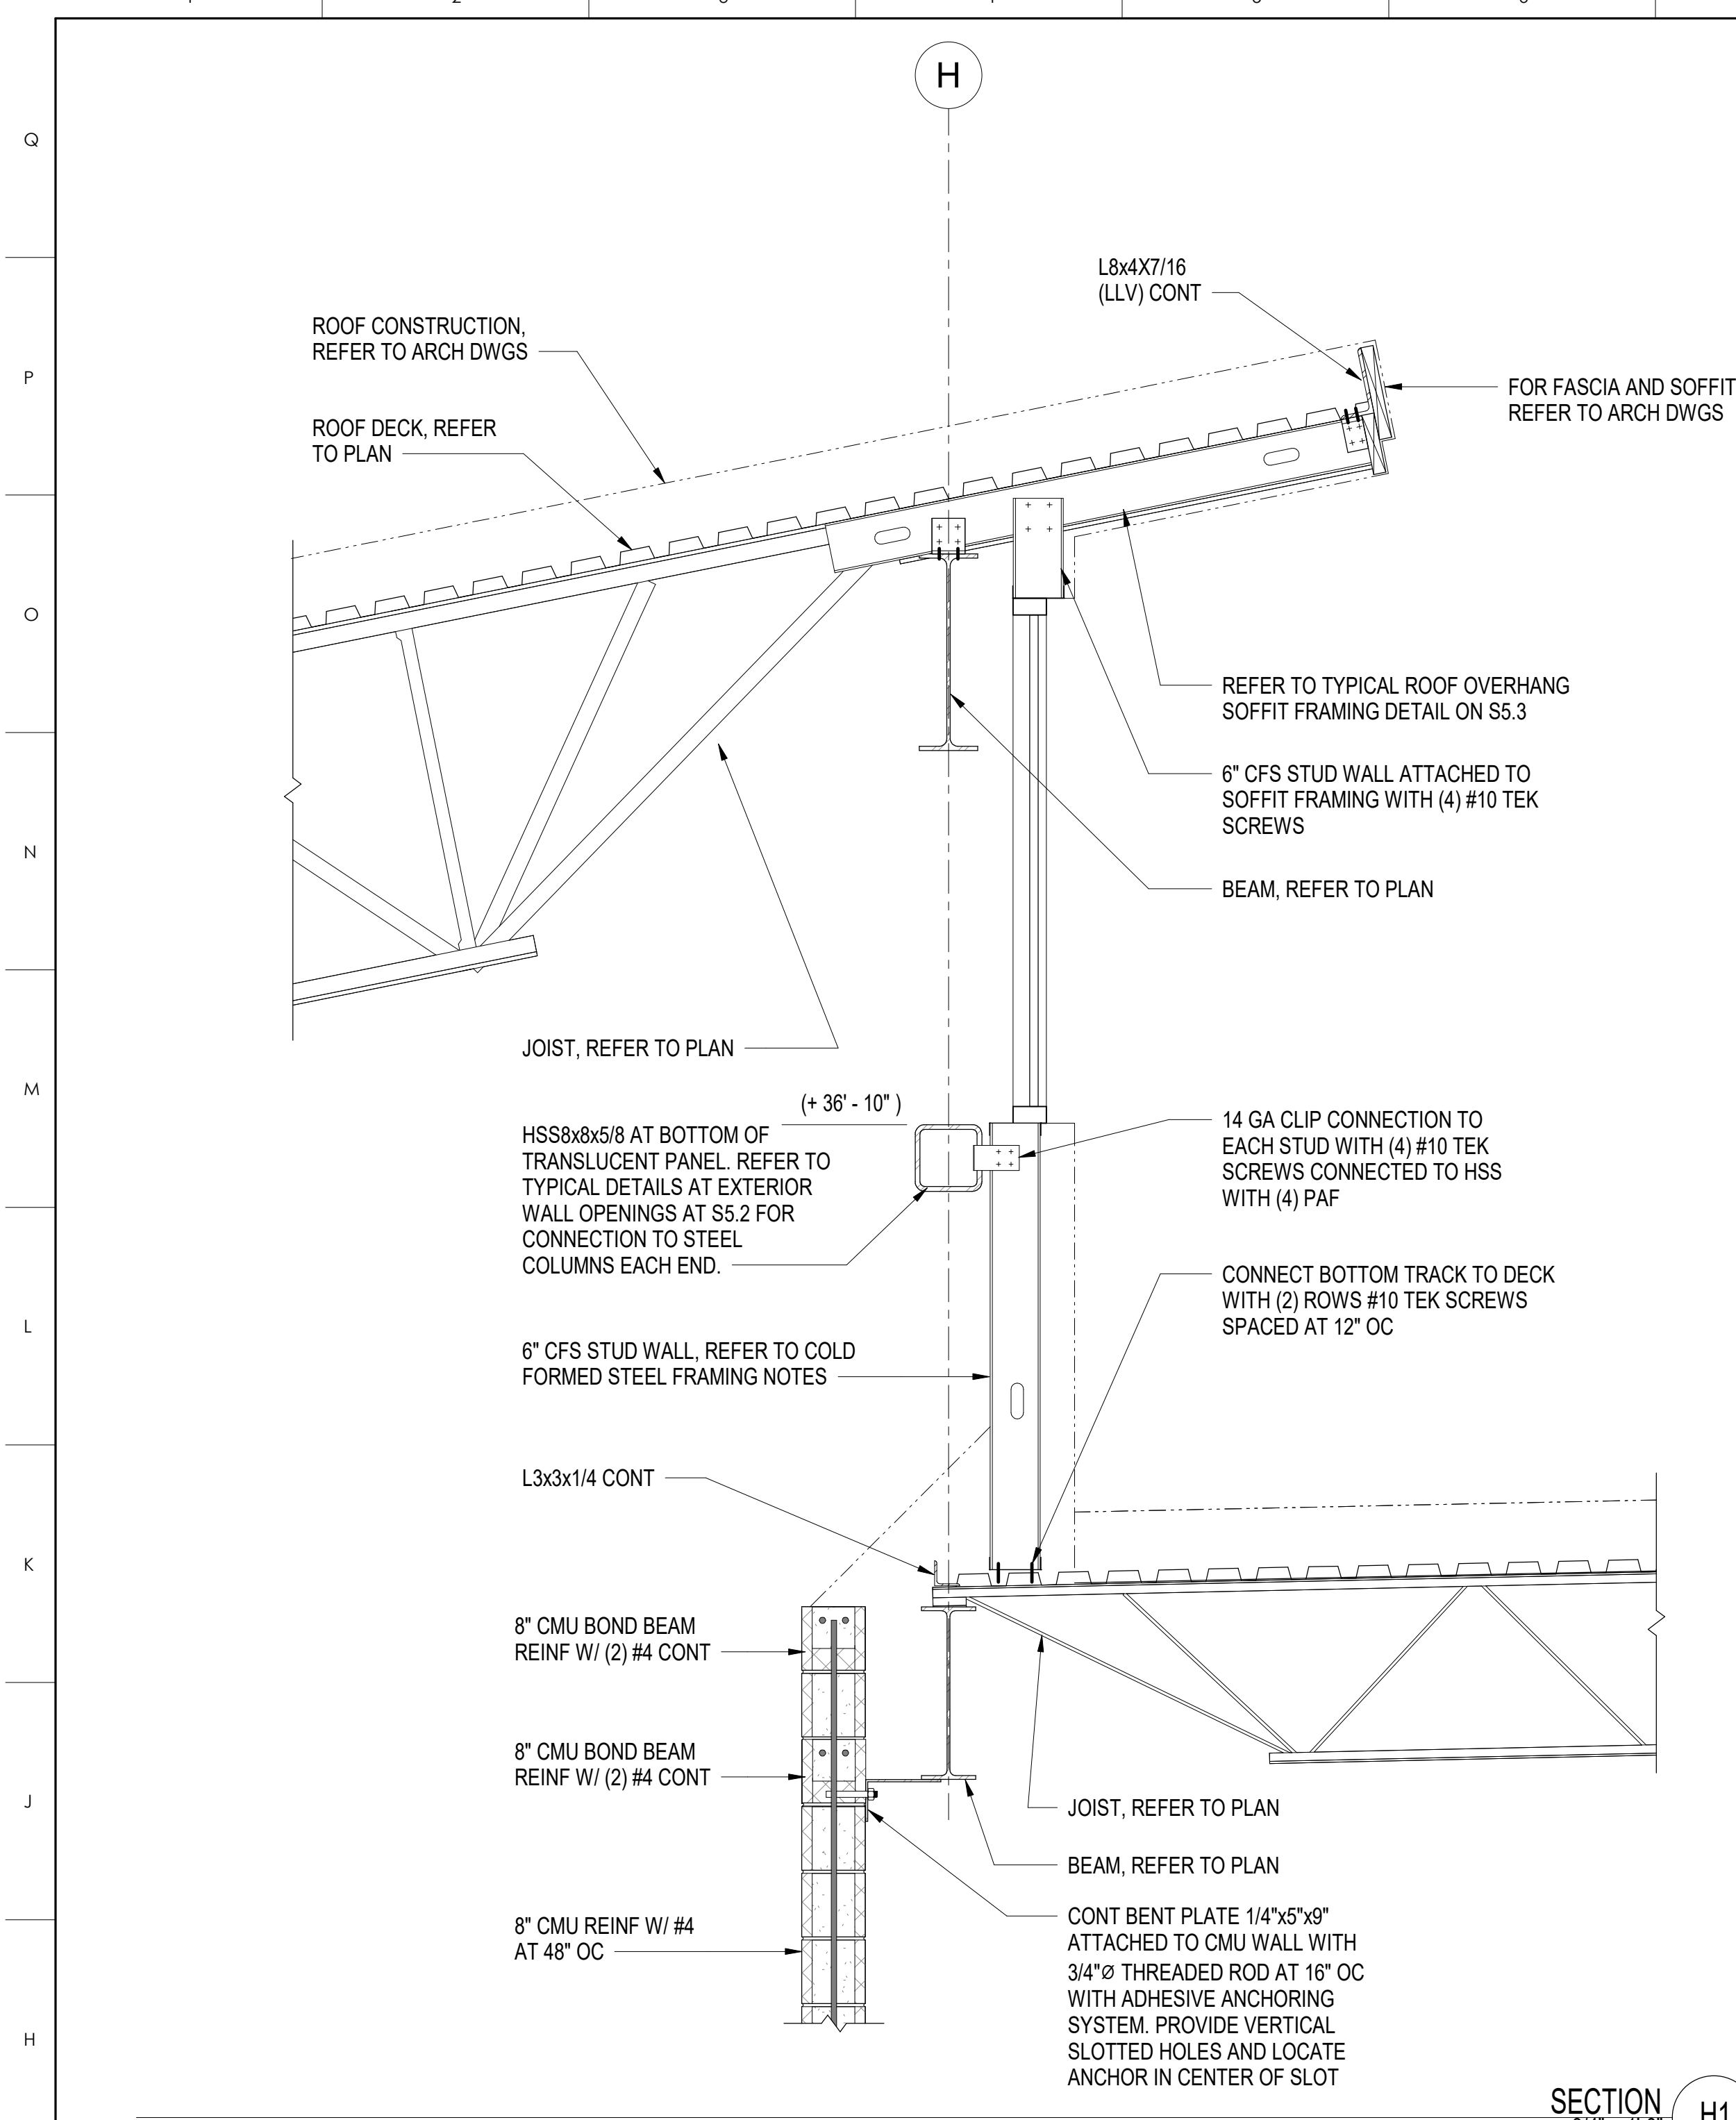 H
Q
P
O
N
M
L
K
J
H
L8x4X7/16
(LLV) CONT
ROOF CONSTRUCTION,
REFER TO ARCH DWGS
FOR FASCIA AND SOFFIT
REFER TO ARCH DWGS
ROOF DECK, REFER
TO PLAN
REFER TO TYPICAL ROOF OVERHANG
SOFFIT FRAMING DETAIL ON S5.3
6" CFS STUD WALL ATTACHED TO
SOFFIT FRAMING WITH (4) #10 TEK
SCREWS
BEAM, REFER TO PLAN
JOIST, REFER TO PLAN
(+ 36' - 10" )
HSS8x8x5/8 AT BOTTOM OF
TRANSLUCENT PANEL. REFER TO
TYPICAL DETAILS AT EXTERIOR
WALL OPENINGS AT S5.2 FOR
CONNECTION TO STEEL
COLUMNS EACH END.
14 GA CLIP CONNECTION TO
EACH STUD WITH (4) #10 TEK
SCREWS CONNECTED TO HSS
WITH (4) PAF
CONNECT BOTTOM TRACK TO DECK
WITH (2) ROWS #10 TEK SCREWS
SPACED AT 12" OC
6" CFS STUD WALL, REFER TO COLD
FORMED STEEL FRAMING NOTES
L3x3x1/4 CONT
8" CMU BOND BEAM
REINF W/ (2) #4 CONT
8" CMU BOND BEAM
REINF W/ (2) #4 CONT
JOIST, REFER TO PLAN
BEAM, REFER TO PLAN
8" CMU REINF W/ #4
AT 48" OC
CONT BENT PLATE 1/4"x5"x9"
ATTACHED TO CMU WALL WITH
3/4"Ø THREADED ROD AT 16" OC
WITH ADHESIVE ANCHORING
SYSTEM. PROVIDE VERTICAL
SLOTTED HOLES AND LOCATE
ANCHOR IN CENTER OF SLOT
SECTION
H1